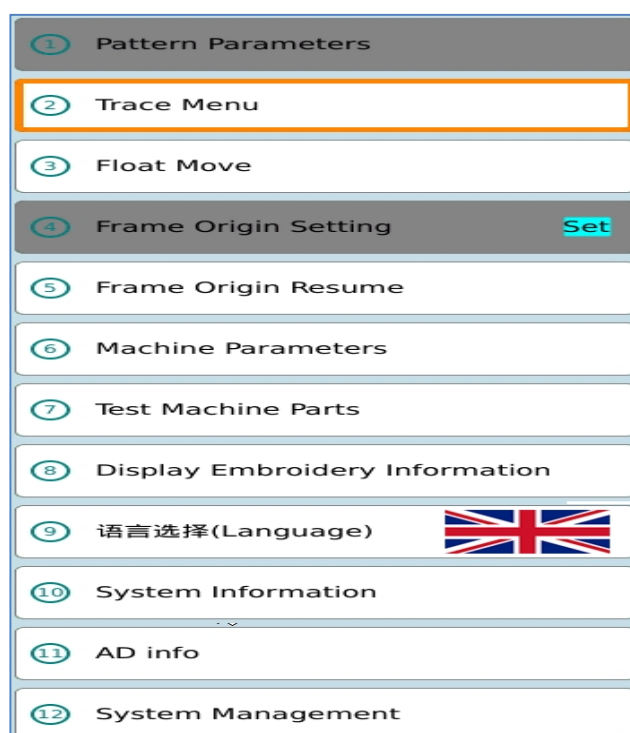 1 Pattern Parameters
2 Trace Menu
3 Float Move
4 Frame Origin Setting Set
5 Frame Origin Resume
6 Machine Parameters
7 Test Machine Parts
8 Display Embroidery Information
9 语言选择(Language)
10 System Information
11 AD info
12 System Management